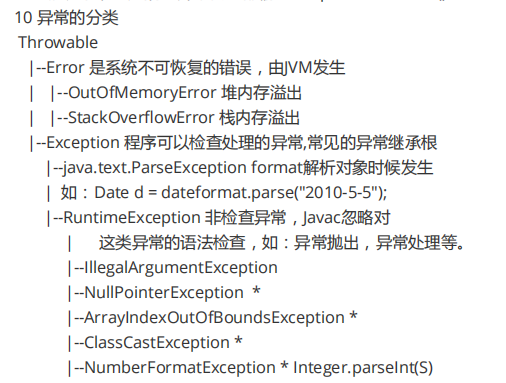 10 异常的分类
Throwable
|--Error 是系统不可恢复的错误，由JVM发生
| |--OutOfMemoryError 堆内存溢出
| |--StackOverflowError 栈内存溢出
|--Exception 程序可以检查处理的异常,常见的异常继承根
|--java.text.ParseException format解析对象时候发生
| 如：Date d = dateformat.parse("2010-5-5");
|--RuntimeException 非检查异常，Javac忽略对
| 这类异常的语法检查，如：异常抛出，异常处理等。
|--IllegalArgumentException
|--NullPointerException *
|--ArrayIndexOutOfBoundsException *
|--ClassCastException *
|--NumberFormatException * Integer.parseInt(S)